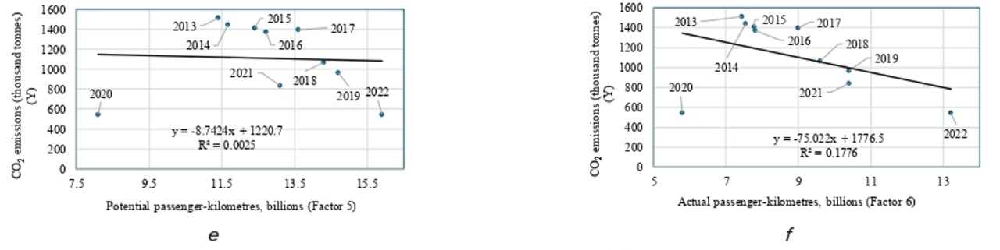 CO₂ emissions (thousand tonnes)
(Y)
1600
1400
1200
1000
800
600
400
200
0
2013
2014
2015
2016
2017
2021
2018
2019
2022
2020
y = -8.7424x + 1220.7
R² = 0.0025
7.5 9.5 11.5 13.5 15.5
Potential passenger-kilometres, billions (Factor 5)
e
CO₂ emissions (thousand tonnes)
(Y)
1600
1400
1200
1000
800
600
400
200
0
2013
2015
2017
2016
2014
2018
2019
2020
2021
2022
y = -75.022x + 1776.5
R² = 0.1776
5 7 9 11 13
Actual passenger-kilometres, billions (Factor 6)
f